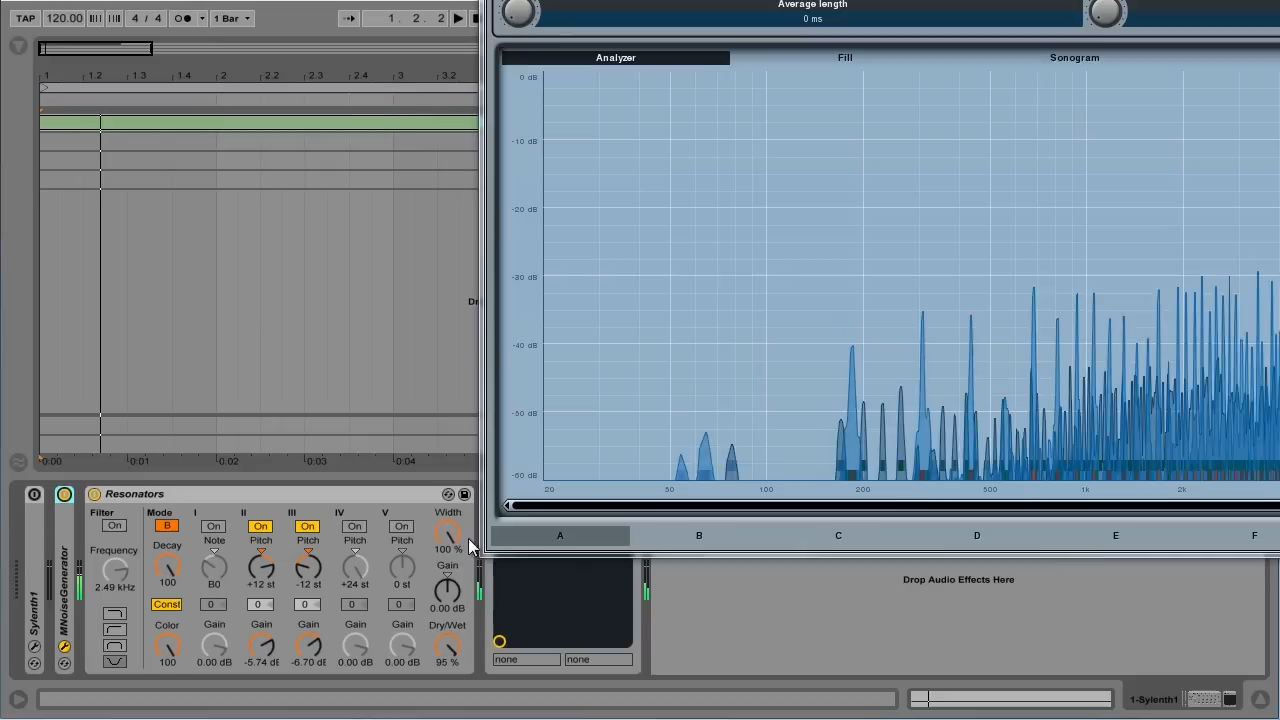 TAP 120.00 4 / 4 1 Bar 1. 2. 2
Average length
0 ms
Analyzer Fill Sonogram
1 1.2 1.3 1.4 2 2.2 2.3 2.4 3 3.2
0 dB
-10 dB
-20 dB
-30 dB
-40 dB
-50 dB
-60 dB
20 50 100 200 500 1k 2k
0:00 0:01 0:02 0:03 0:04
A B C D E F
Sylenth1
MNoiseGenerator
Resonators
Filter Mode I II III IV V Width
On B On On On On On
Decay Note Pitch Pitch Pitch Pitch
Frequency 100 %
2.49 kHz 100 B0 +12 st -12 st +24 st 0 st
Gain
Const 0 0 0 0 0
0.00 dB
Color Gain Gain Gain Gain Gain Dry/Wet
100 0.00 dB -5.74 dB -6.70 dB 0.00 dB 0.00 dB 95 %
none none
Drop Audio Effects Here
1-Sylenth1